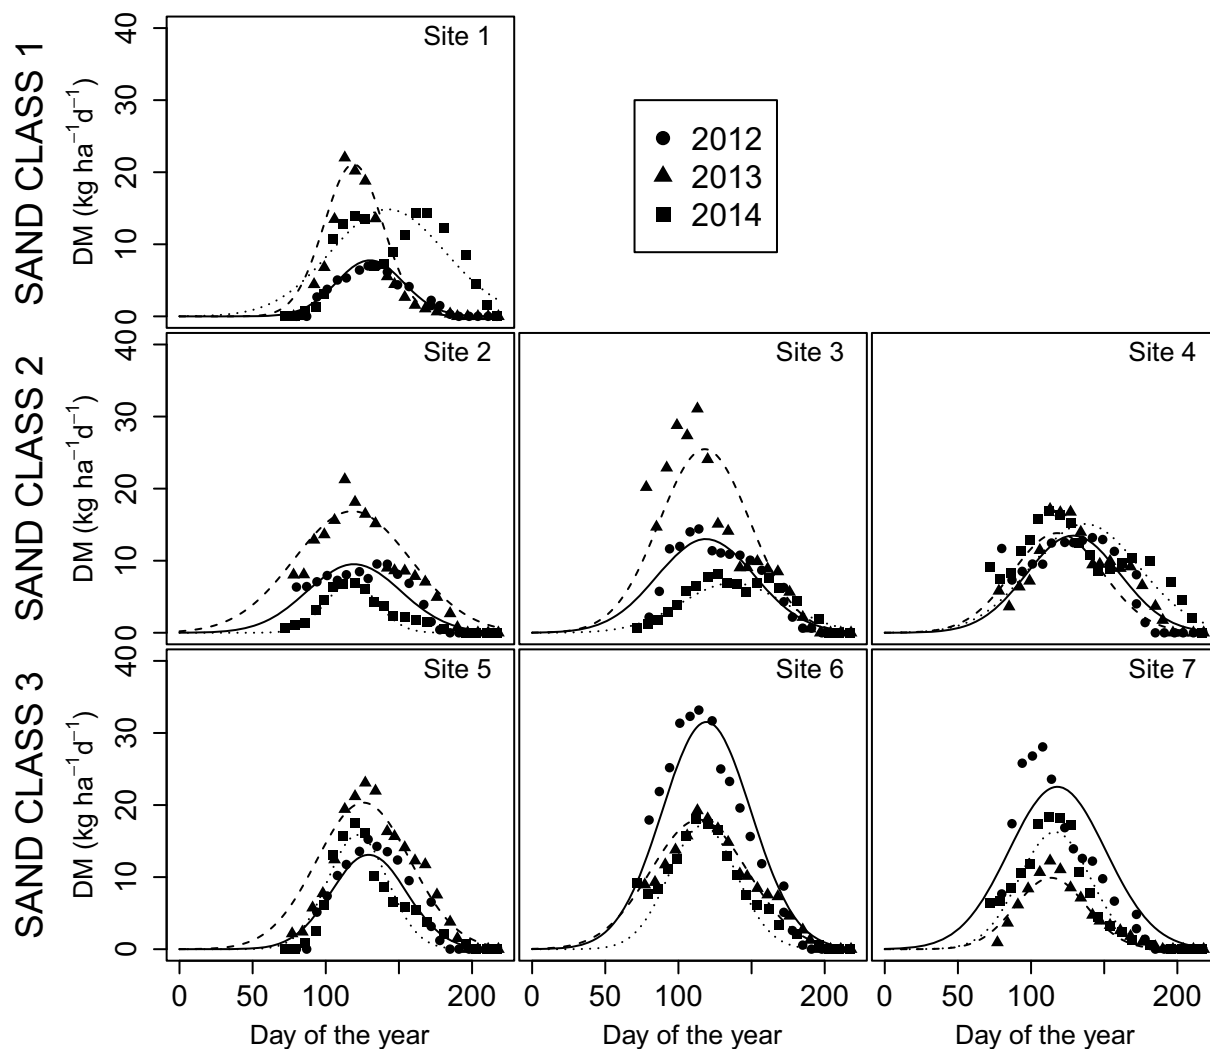 SAND CLASS 1
DM (kg ha⁻¹d⁻¹)
0 10 20 30 40
Site 1
2012
2013
2014
SAND CLASS 2
DM (kg ha⁻¹d⁻¹)
0 10 20 30 40
Site 2
Site 3
Site 4
SAND CLASS 3
DM (kg ha⁻¹d⁻¹)
0 10 20 30 40
Site 5
Site 6
Site 7
0 50 100 200
0 50 100 200
0 50 100 200
Day of the year
Day of the year
Day of the year